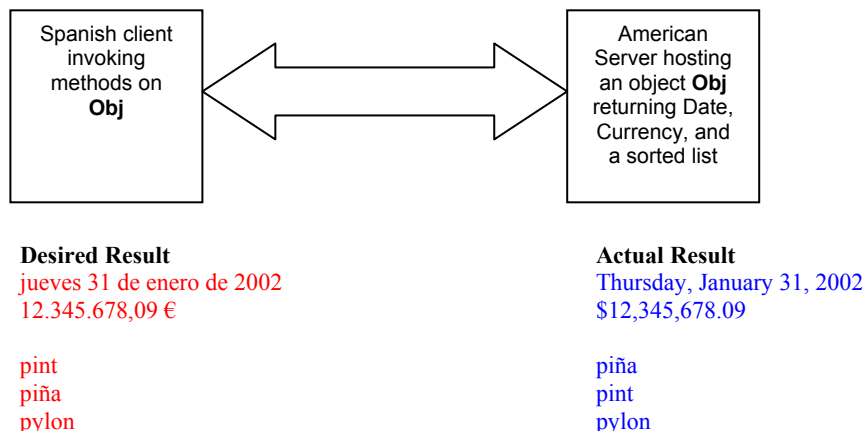 Spanish client
invoking
methods on
Obj
American
Server hosting
an object Obj
returning Date,
Currency, and
a sorted list
Desired Result
jueves 31 de enero de 2002
12.345.678,09 €
pint
piña
pylon
Actual Result
Thursday, January 31, 2002
$12,345,678.09
piña
pint
pylon